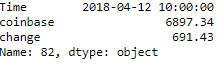 Time        2018-04-12 10:00:00
coinbase                6897.34
change                   691.43
Name: 82, dtype: object